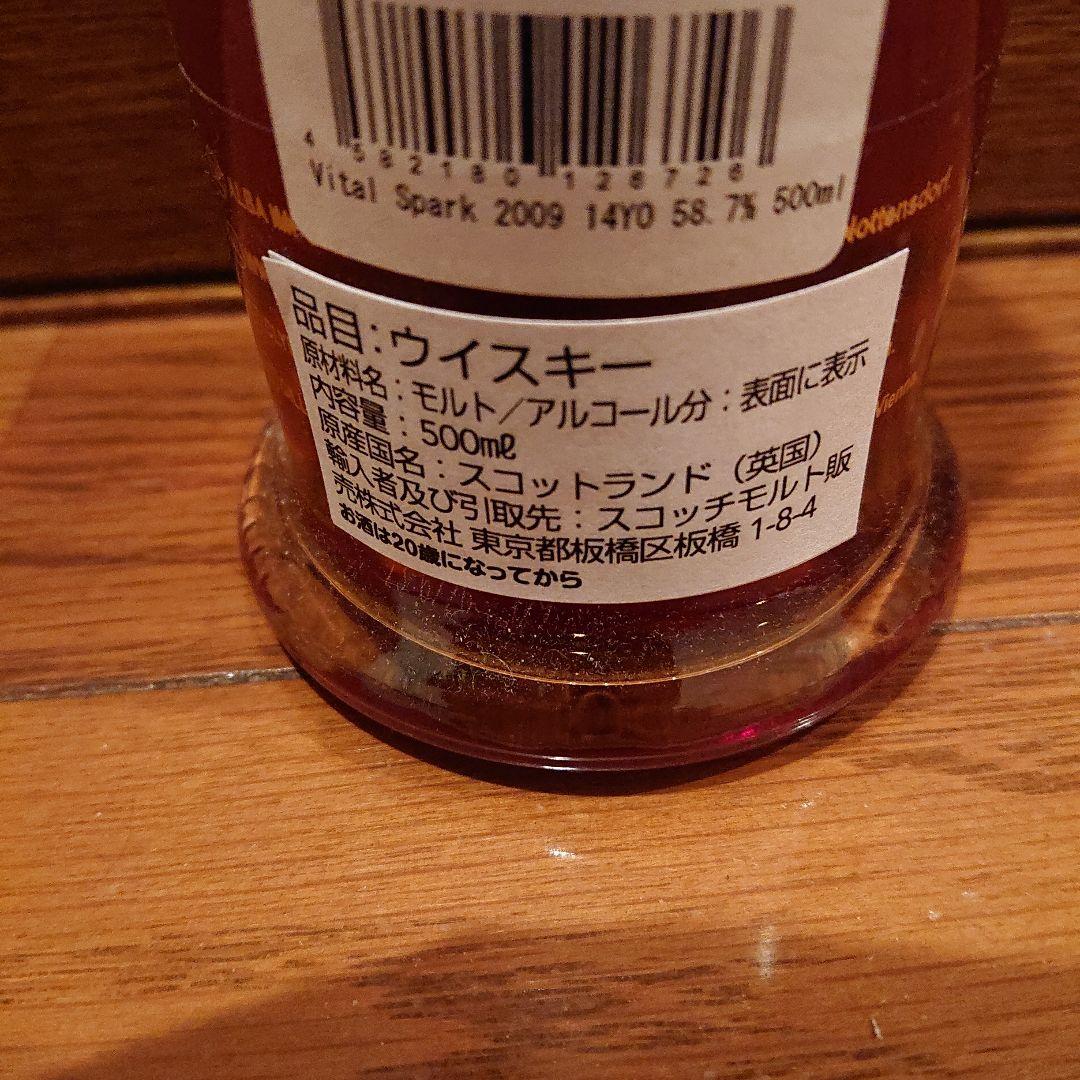 4 582180 126726
Vital Spark 2009 14YO 58.7% 500ml
ALBA
Nottensdorf
品目:ウイスキー
原材料名:モルト/アルコール分:表面に表示
内容量:500mℓ
原産国名:スコットランド(英国)
輸入者及び引取先:スコッチモルト販
売株式会社 東京都板橋区板橋 1-8-4
お酒は20歳になってから